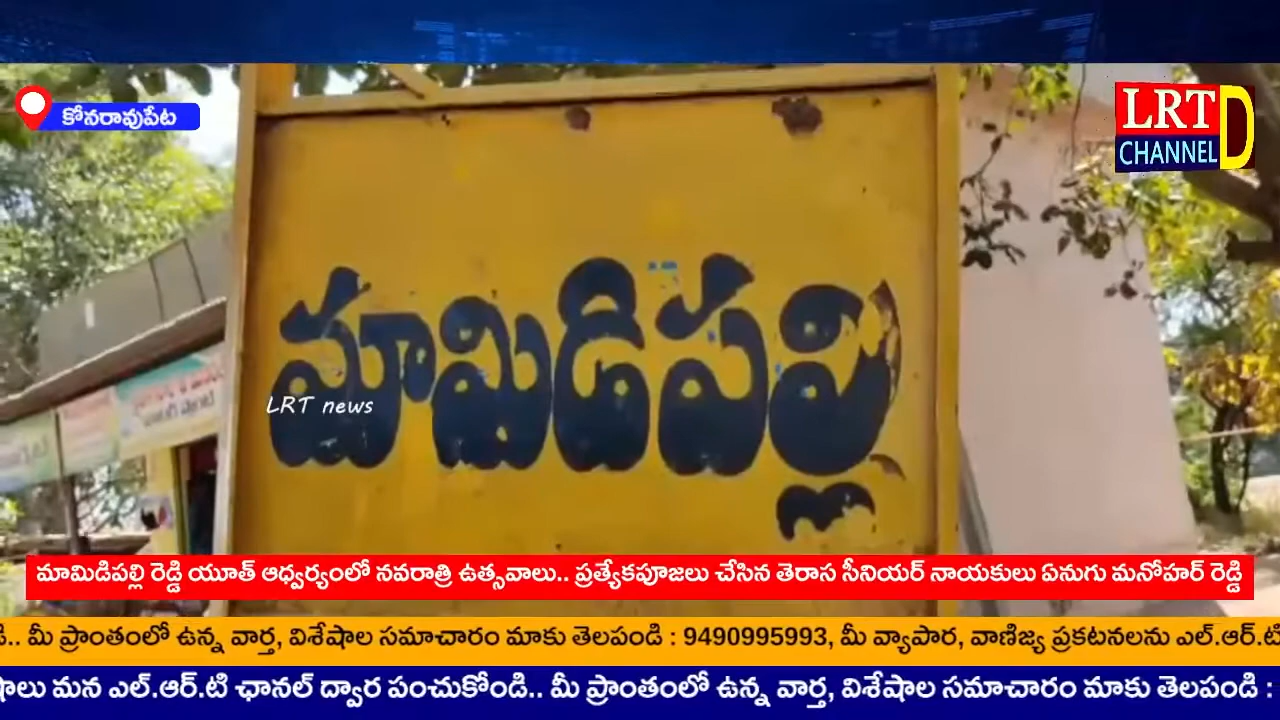 కోనరావుపేట
LRT D
CHANNEL
మామిడిపల్లి
LRT news
మామిడిపల్లి రెడ్డి యూత్ ఆధ్వర్యంలో నవరాత్రి ఉత్సవాలు.. ప్రత్యేకపూజలు చేసిన తెరాస సీనియర్ నాయకులు ఏనుగు మనోహర్ రెడ్డి
మీ ప్రాంతంలో ఉన్న వార్త, విశేషాల సమాచారం మాకు తెలపండి : 9490995993, మీ వ్యాపార, వాణిజ్య ప్రకటనలను ఎల్.ఆర్.టి
మన ఎల్.ఆర్.టి ఛానల్ ద్వార పంచుకోండి.. మీ ప్రాంతంలో ఉన్న వార్త, విశేషాల సమాచారం మాకు తెలపండి :